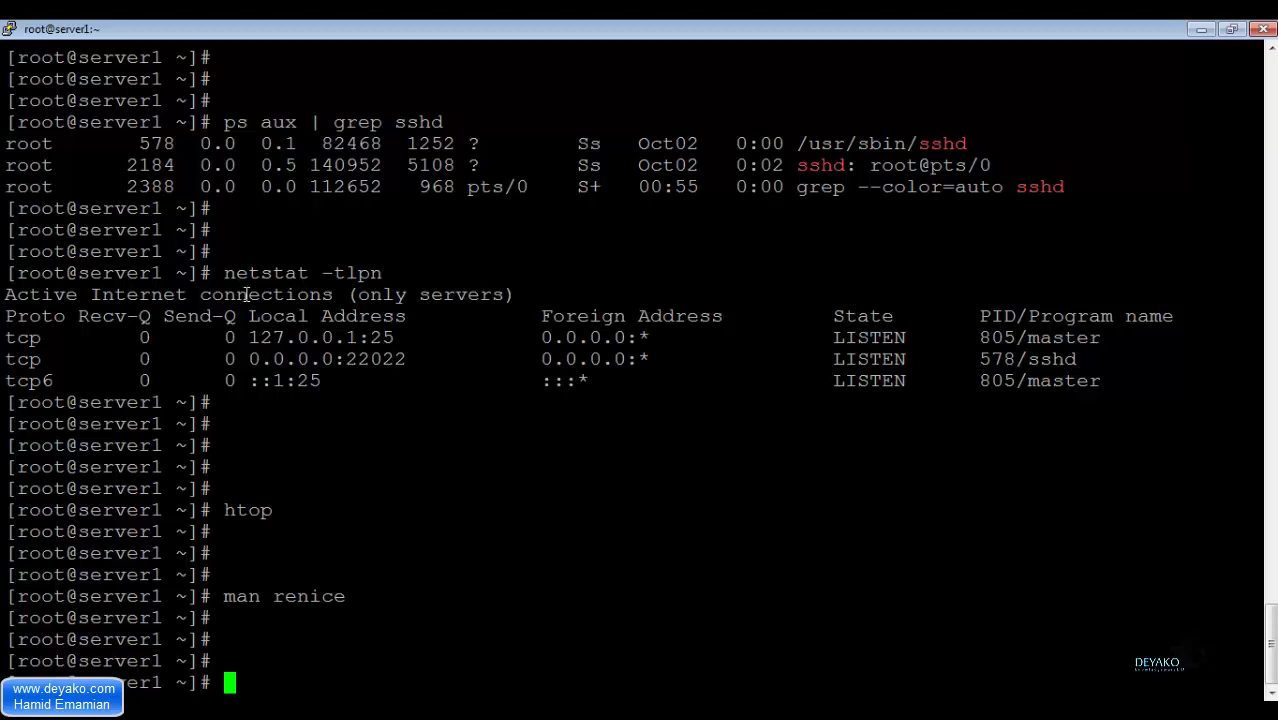 root@server1:~
[root@server1 ~]#
[root@server1 ~]#
[root@server1 ~]#
[root@server1 ~]# ps aux | grep sshd
root 578 0.0 0.1 82468 1252 ? Ss Oct02 0:00 /usr/sbin/sshd
root 2184 0.0 0.5 140952 5108 ? Ss Oct02 0:02 sshd: root@pts/0
root 2388 0.0 0.0 112652 968 pts/0 S+ 00:55 0:00 grep --color=auto sshd
[root@server1 ~]#
[root@server1 ~]#
[root@server1 ~]#
[root@server1 ~]# netstat -tlpn
Active Internet connections (only servers)
Proto Recv-Q Send-Q Local Address Foreign Address State PID/Program name
tcp 0 0 127.0.0.1:25 0.0.0.0:* LISTEN 805/master
tcp 0 0 0.0.0.0:22022 0.0.0.0:* LISTEN 578/sshd
tcp6 0 0 ::1:25 :::* LISTEN 805/master
[root@server1 ~]#
[root@server1 ~]#
[root@server1 ~]#
[root@server1 ~]#
[root@server1 ~]#
[root@server1 ~]# htop
[root@server1 ~]#
[root@server1 ~]#
[root@server1 ~]#
[root@server1 ~]# man renice
[root@server1 ~]#
[root@server1 ~]#
[root@server1 ~]#
DEYAKO
server1 ~]#
www.deyako.com
Hamid Emamian